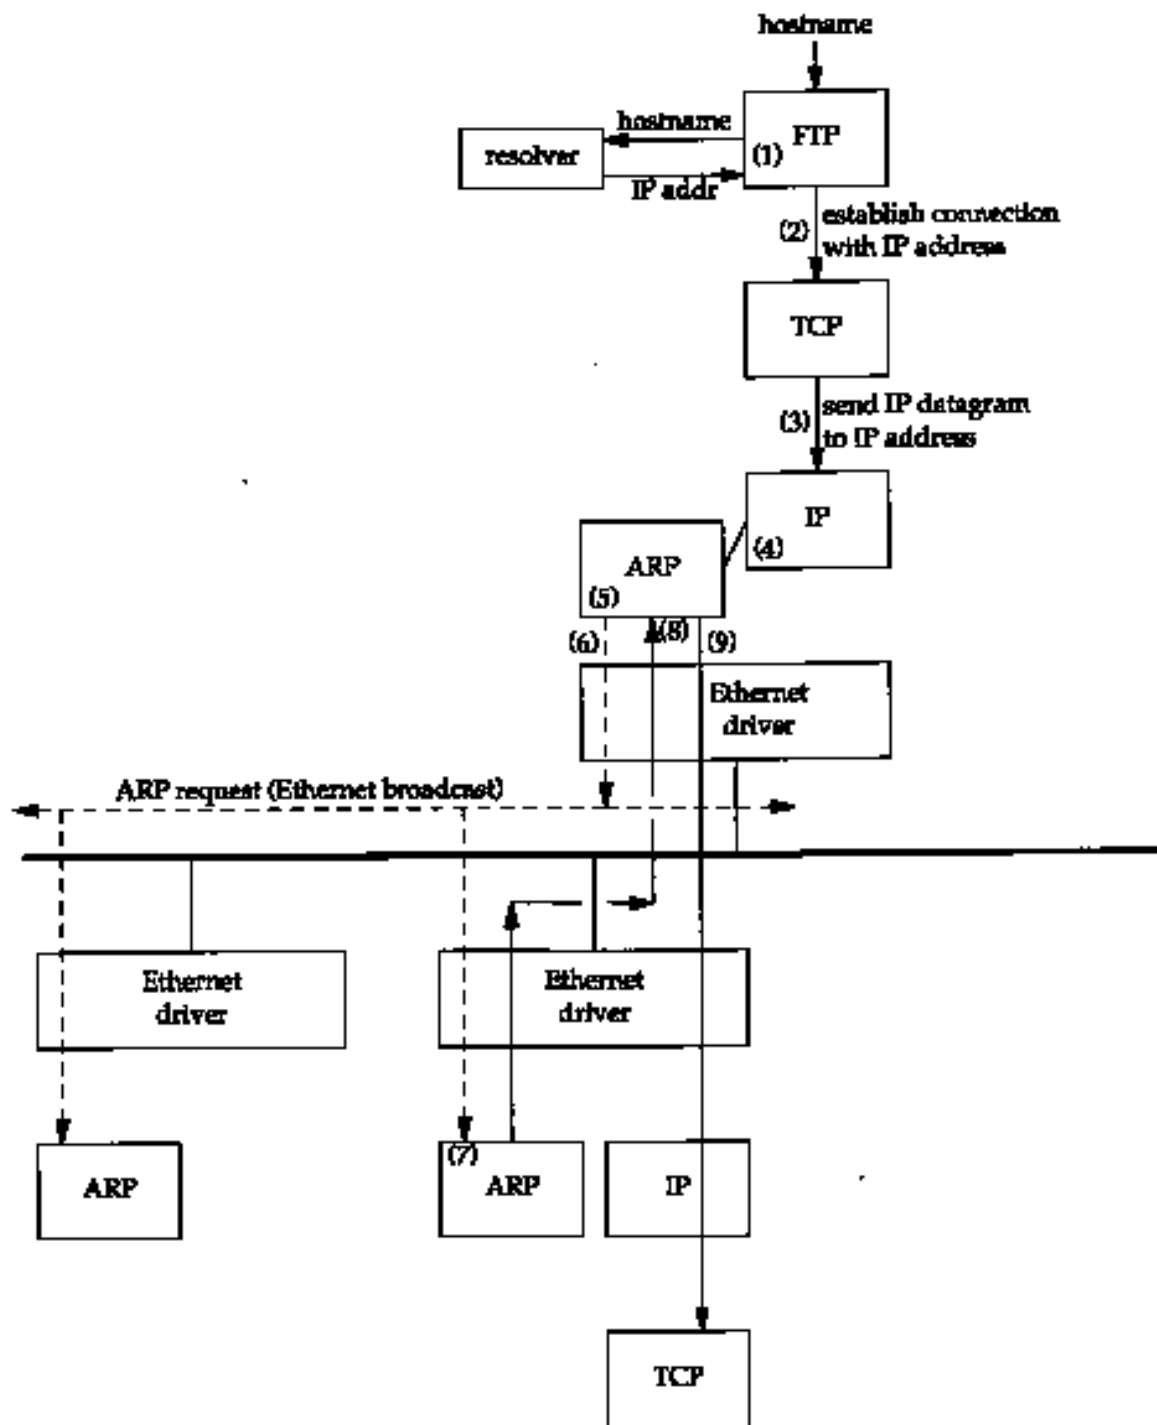 hostname
FTP
hostname
(1)
resolver
IP addr
(2)
establish connection
with IP address
TCP
(3)
send IP datagram
to IP address
IP
(4)
ARP
(5)
(6)
(8)
(9)
Ethernet
driver
ARP request (Ethernet broadcast)
Ethernet
driver
Ethernet
driver
ARP
(7)
ARP
IP
TCP